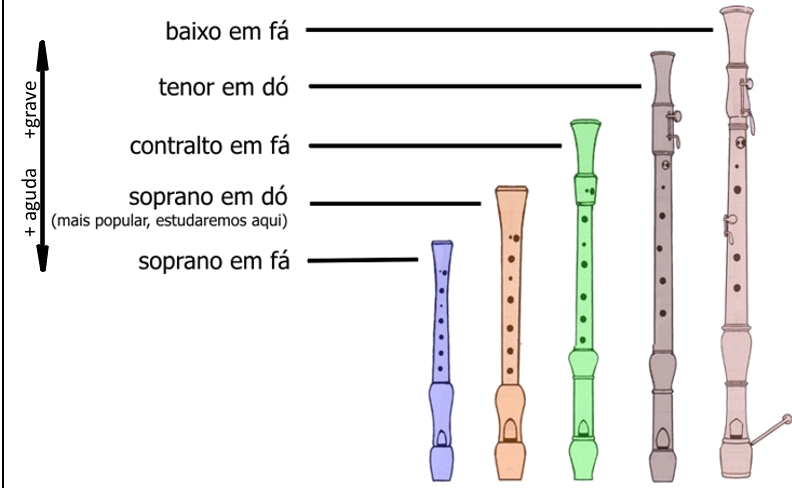 baixo em fá
tenor em dó
contralto em fá
soprano em dó
(mais popular, estudaremos aqui)
soprano em fá
+grave
+ aguda